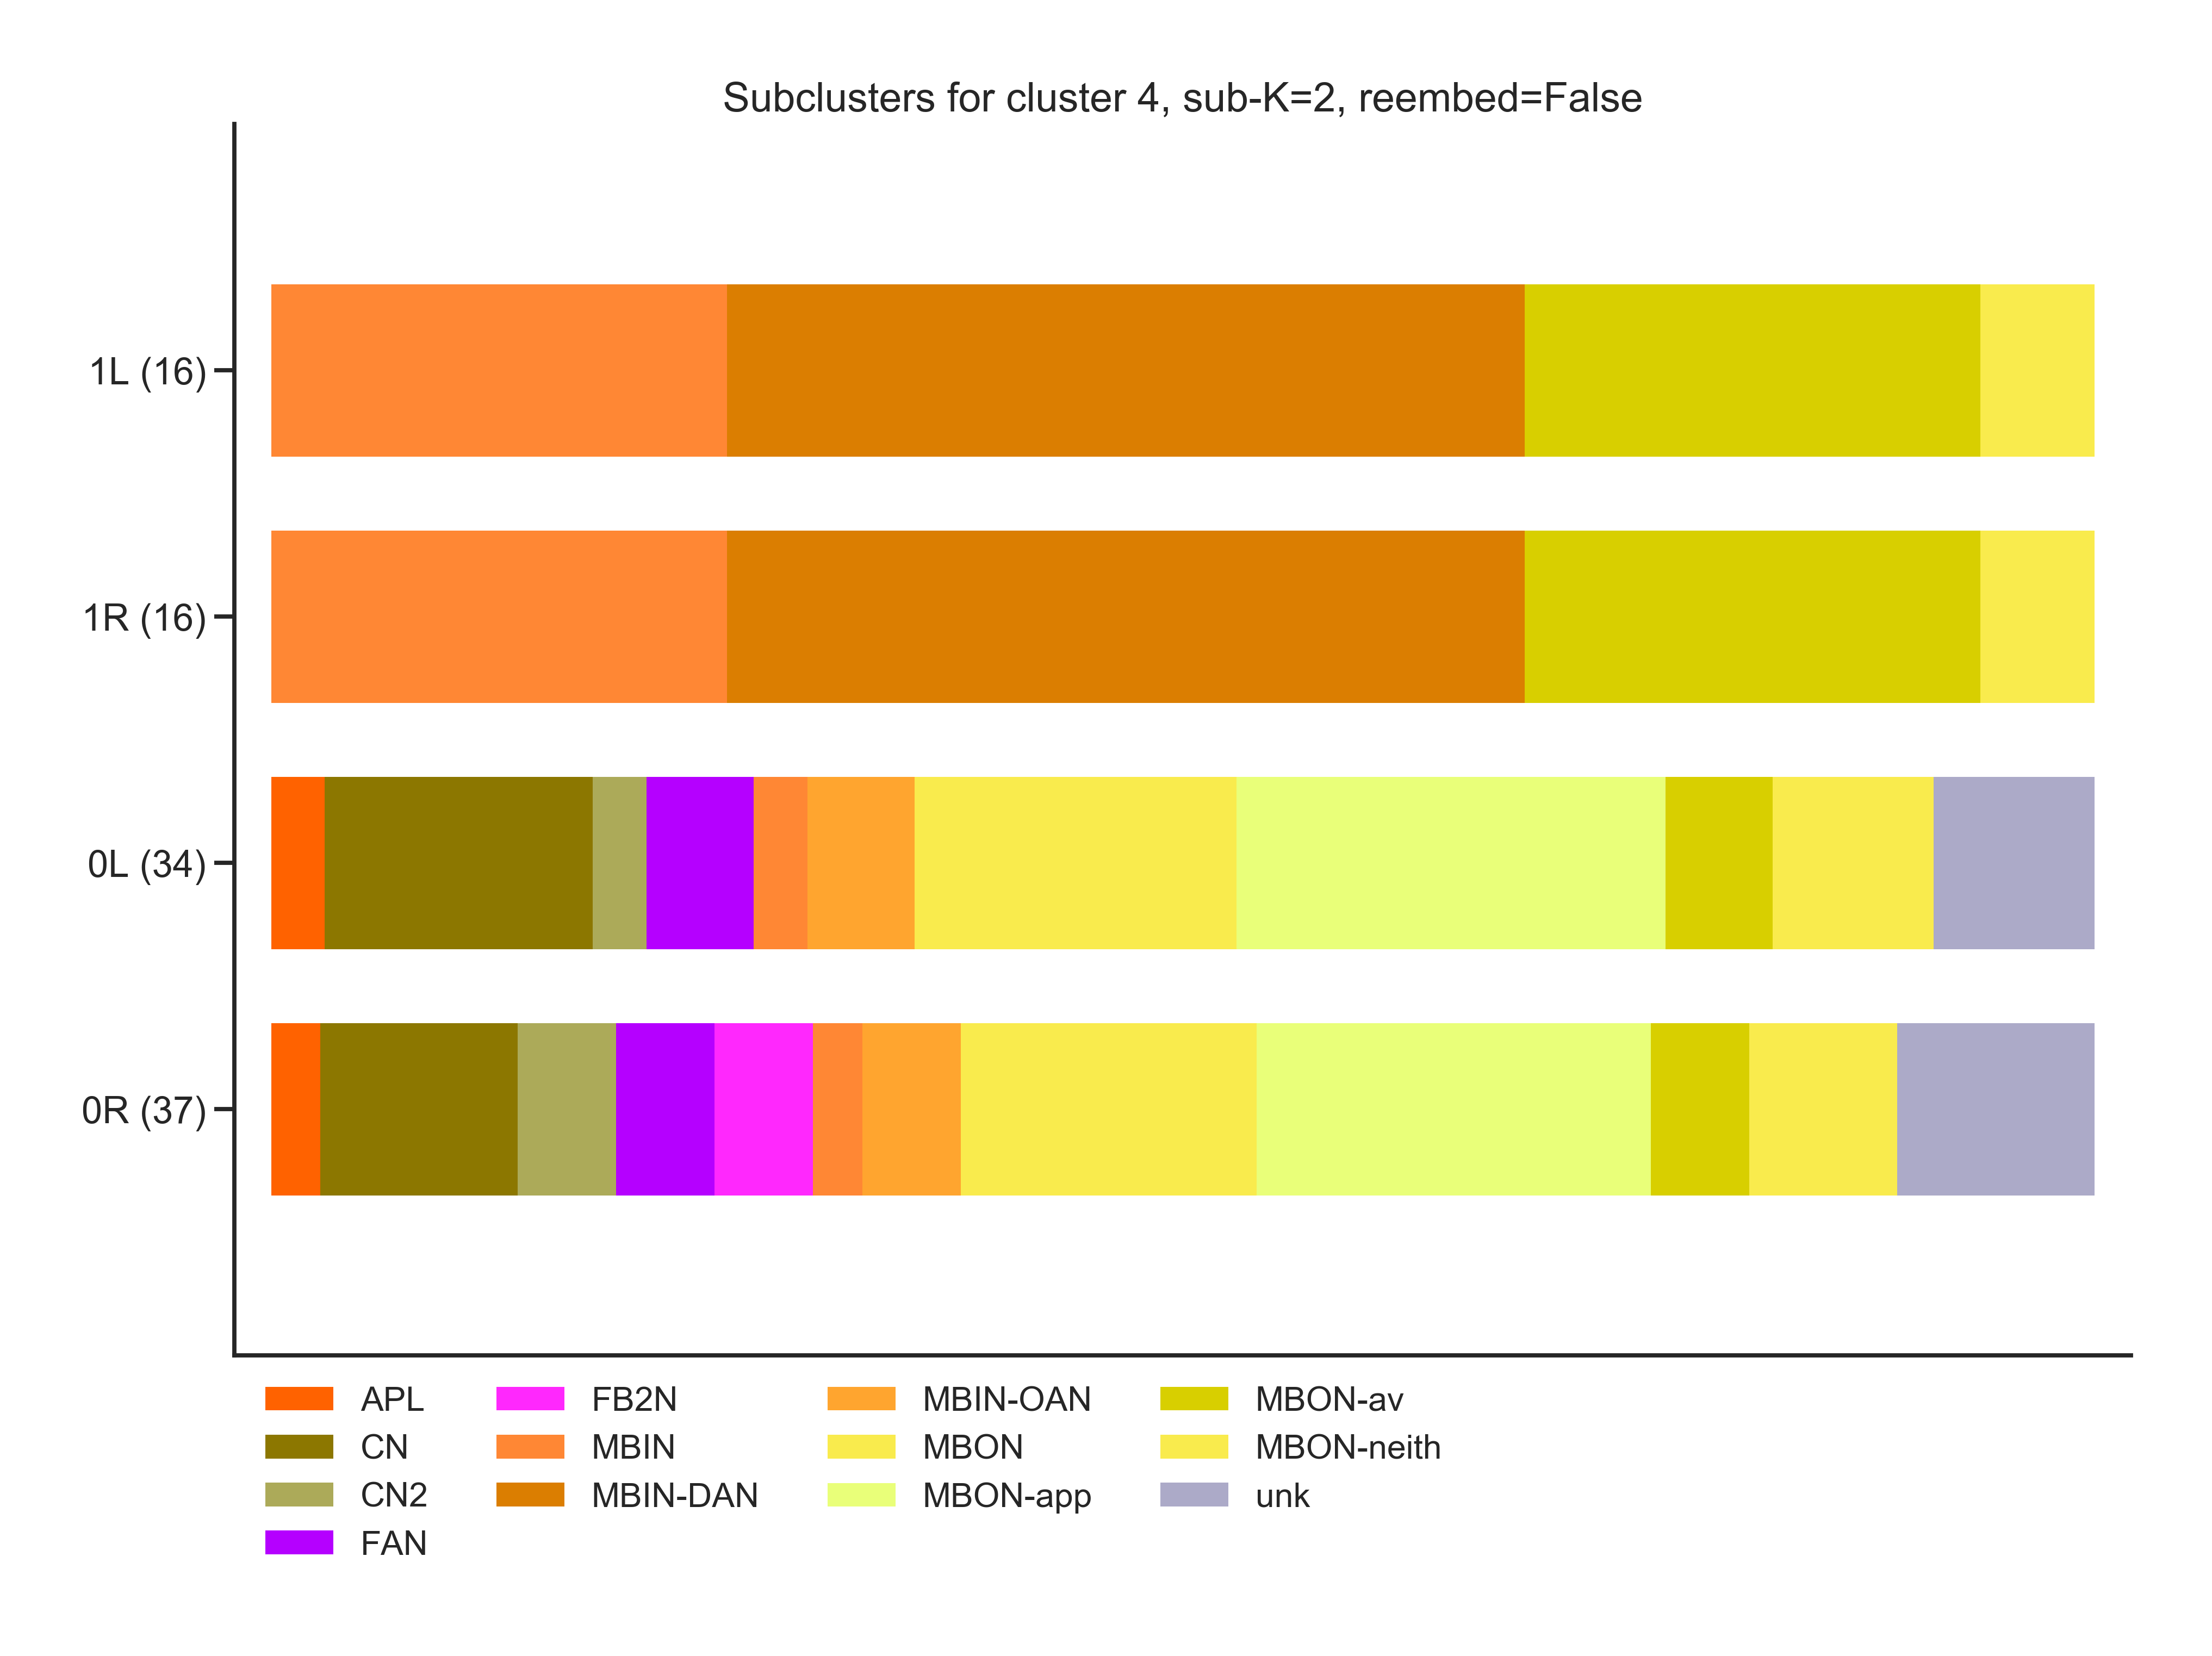 Subclusters for cluster 4, sub-K=2, reembed=False
1L (16)
1R (16)
0L (34)
0R (37)
APL
CN
CN2
FAN
FB2N
MBIN
MBIN-DAN
MBIN-OAN
MBON
MBON-app
MBON-av
MBON-neith
unk